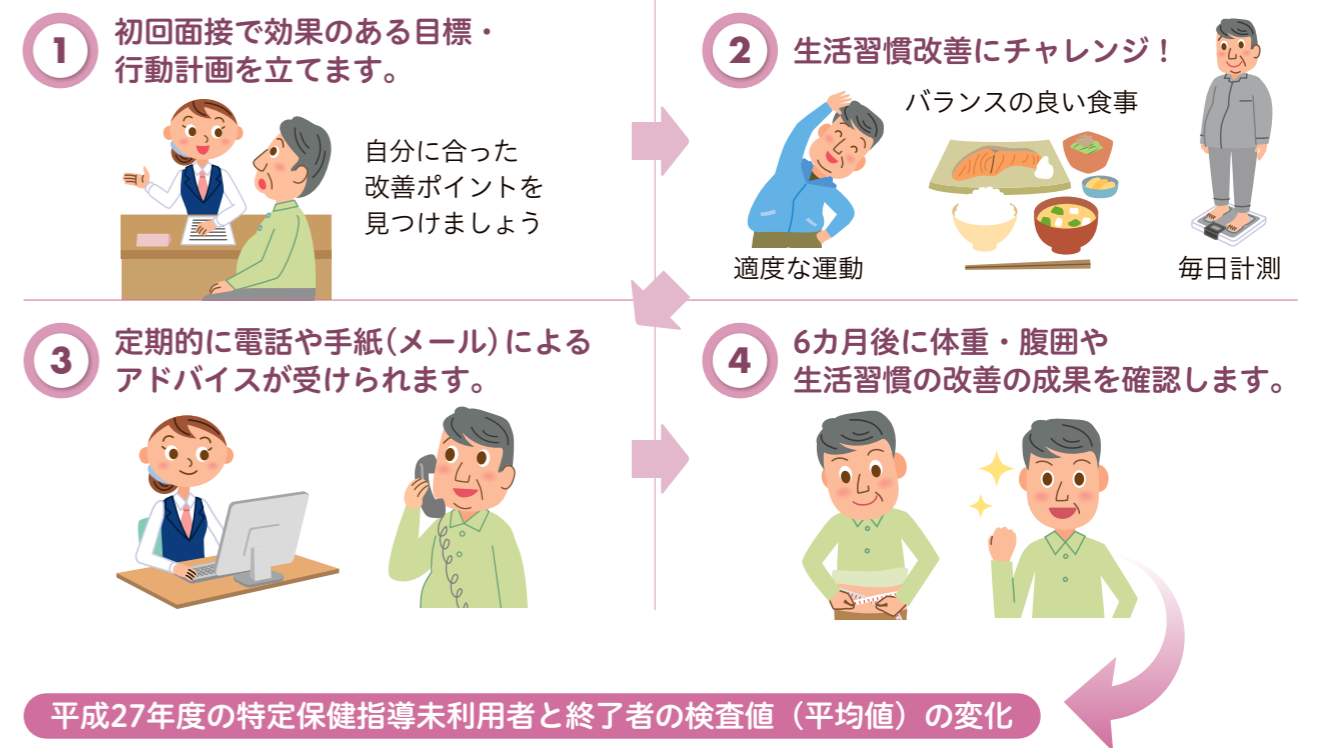 1
初回面接で効果のある目標・
行動計画を立てます。
自分に合った
改善ポイントを
見つけましょう
2
生活習慣改善にチャレンジ！
バランスの良い食事
適度な運動
毎日計測
3
定期的に電話や手紙（メール）による
アドバイスが受けられます。
4
6カ月後に体重・腹囲や
生活習慣の改善の成果を確認します。
平成27年度の特定保健指導未利用者と終了者の検査値（平均値）の変化